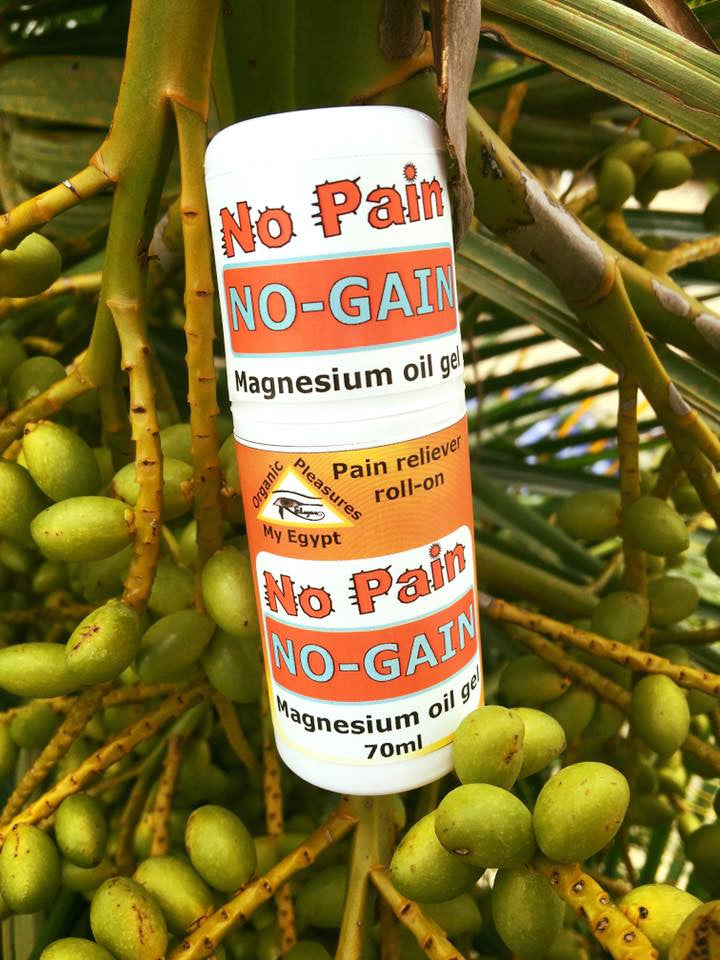 No Pain
NO-GAIN
Magnesium oil gel
Organic Pleasures
My Egypt
Pain reliever
roll-on
No Pain
NO-GAIN
Magnesium oil gel
70ml